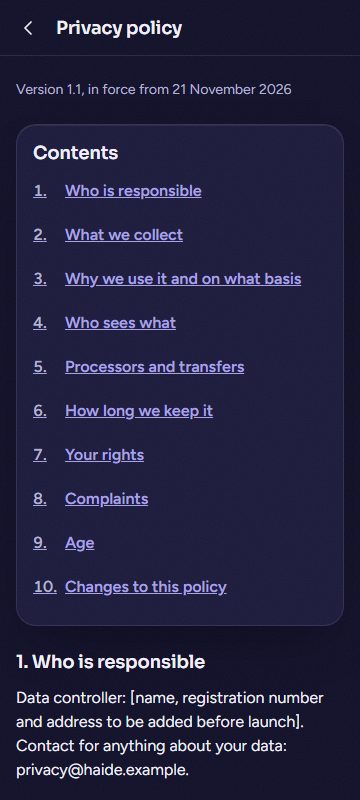 Privacy policy
Version 1.1, in force from 21 November 2026
Contents
1. Who is responsible
2. What we collect
3. Why we use it and on what basis
4. Who sees what
5. Processors and transfers
6. How long we keep it
7. Your rights
8. Complaints
9. Age
10. Changes to this policy
1. Who is responsible
Data controller: [name, registration number
and address to be added before launch].
Contact for anything about your data:
privacy@haide.example.